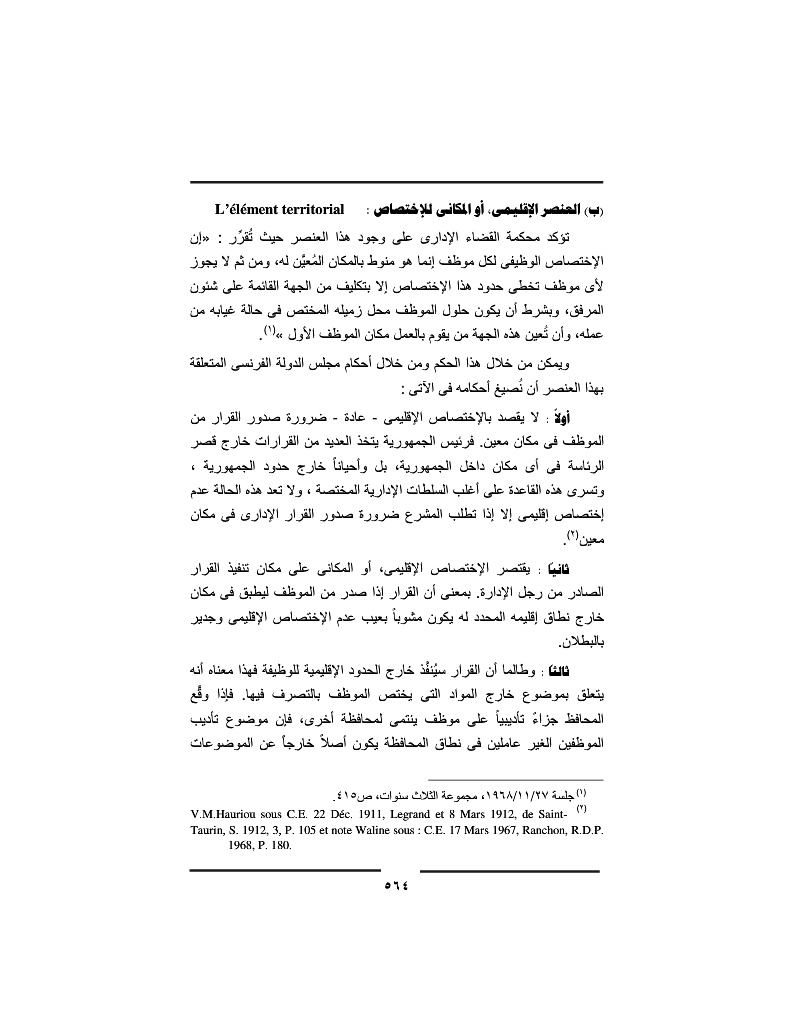 (ب) العنصر الإقليمى، أو المكانى للإختصاص : L’élément territorial
تؤكد محكمة القضاء الإدارى على وجود هذا العنصر حيث تُقرِّر : «إن
الإختصاص الوظيفى لكل موظف إنما هو منوط بالمكان المُعيَّن له، ومن ثم لا يجوز
لأى موظف تخطى حدود هذا الإختصاص إلا بتكليف من الجهة القائمة على شئون
المرفق، وبشرط أن يكون حلول الموظف محل زميله المختص فى حالة غيابه من
عمله، وأن تُعين هذه الجهة من يقوم بالعمل مكان الموظف الأول »(١).
ويمكن من خلال هذا الحكم ومن خلال أحكام مجلس الدولة الفرنسى المتعلقة
بهذا العنصر أن نُصيغ أحكامه فى الآتى :
أولاً : لا يقصد بالإختصاص الإقليمى - عادة - ضرورة صدور القرار من
الموظف فى مكان معين. فرئيس الجمهورية يتخذ العديد من القرارات خارج قصر
الرئاسة فى أى مكان داخل الجمهورية، بل وأحياناً خارج حدود الجمهورية ،
وتسرى هذه القاعدة على أغلب السلطات الإدارية المختصة ، ولا تعد هذه الحالة عدم
إختصاص إقليمى إلا إذا تطلب المشرع ضرورة صدور القرار الإدارى فى مكان
معين(٢).
ثانياً : يقتصر الإختصاص الإقليمى، أو المكانى على مكان تنفيذ القرار
الصادر من رجل الإدارة. بمعنى أن القرار إذا صدر من الموظف ليطبق فى مكان
خارج نطاق إقليمه المحدد له يكون مشوباً بعيب عدم الإختصاص الإقليمى وجدير
بالبطلان.
ثالثاً : وطالما أن القرار سيُنفَّذ خارج الحدود الإقليمية للوظيفة فهذا معناه أنه
يتعلق بموضوع خارج المواد التى يختص الموظف بالتصرف فيها. فإذا وقَّع
المحافظ جزاءً تأديبياً على موظف ينتمى لمحافظة أخرى، فإن موضوع تأديب
الموظفين الغير عاملين فى نطاق المحافظة يكون أصلاً خارجاً عن الموضوعات
(١) جلسة ١٩٦٨/١١/٢٧، مجموعة الثلاث سنوات، ص٤١٥.
(٢) V.M.Hauriou sous C.E. 22 Déc. 1911, Legrand et 8 Mars 1912, de Saint-
Taurin, S. 1912, 3, P. 105 et note Waline sous : C.E. 17 Mars 1967, Ranchon, R.D.P.
1968, P. 180.
٥٦٤